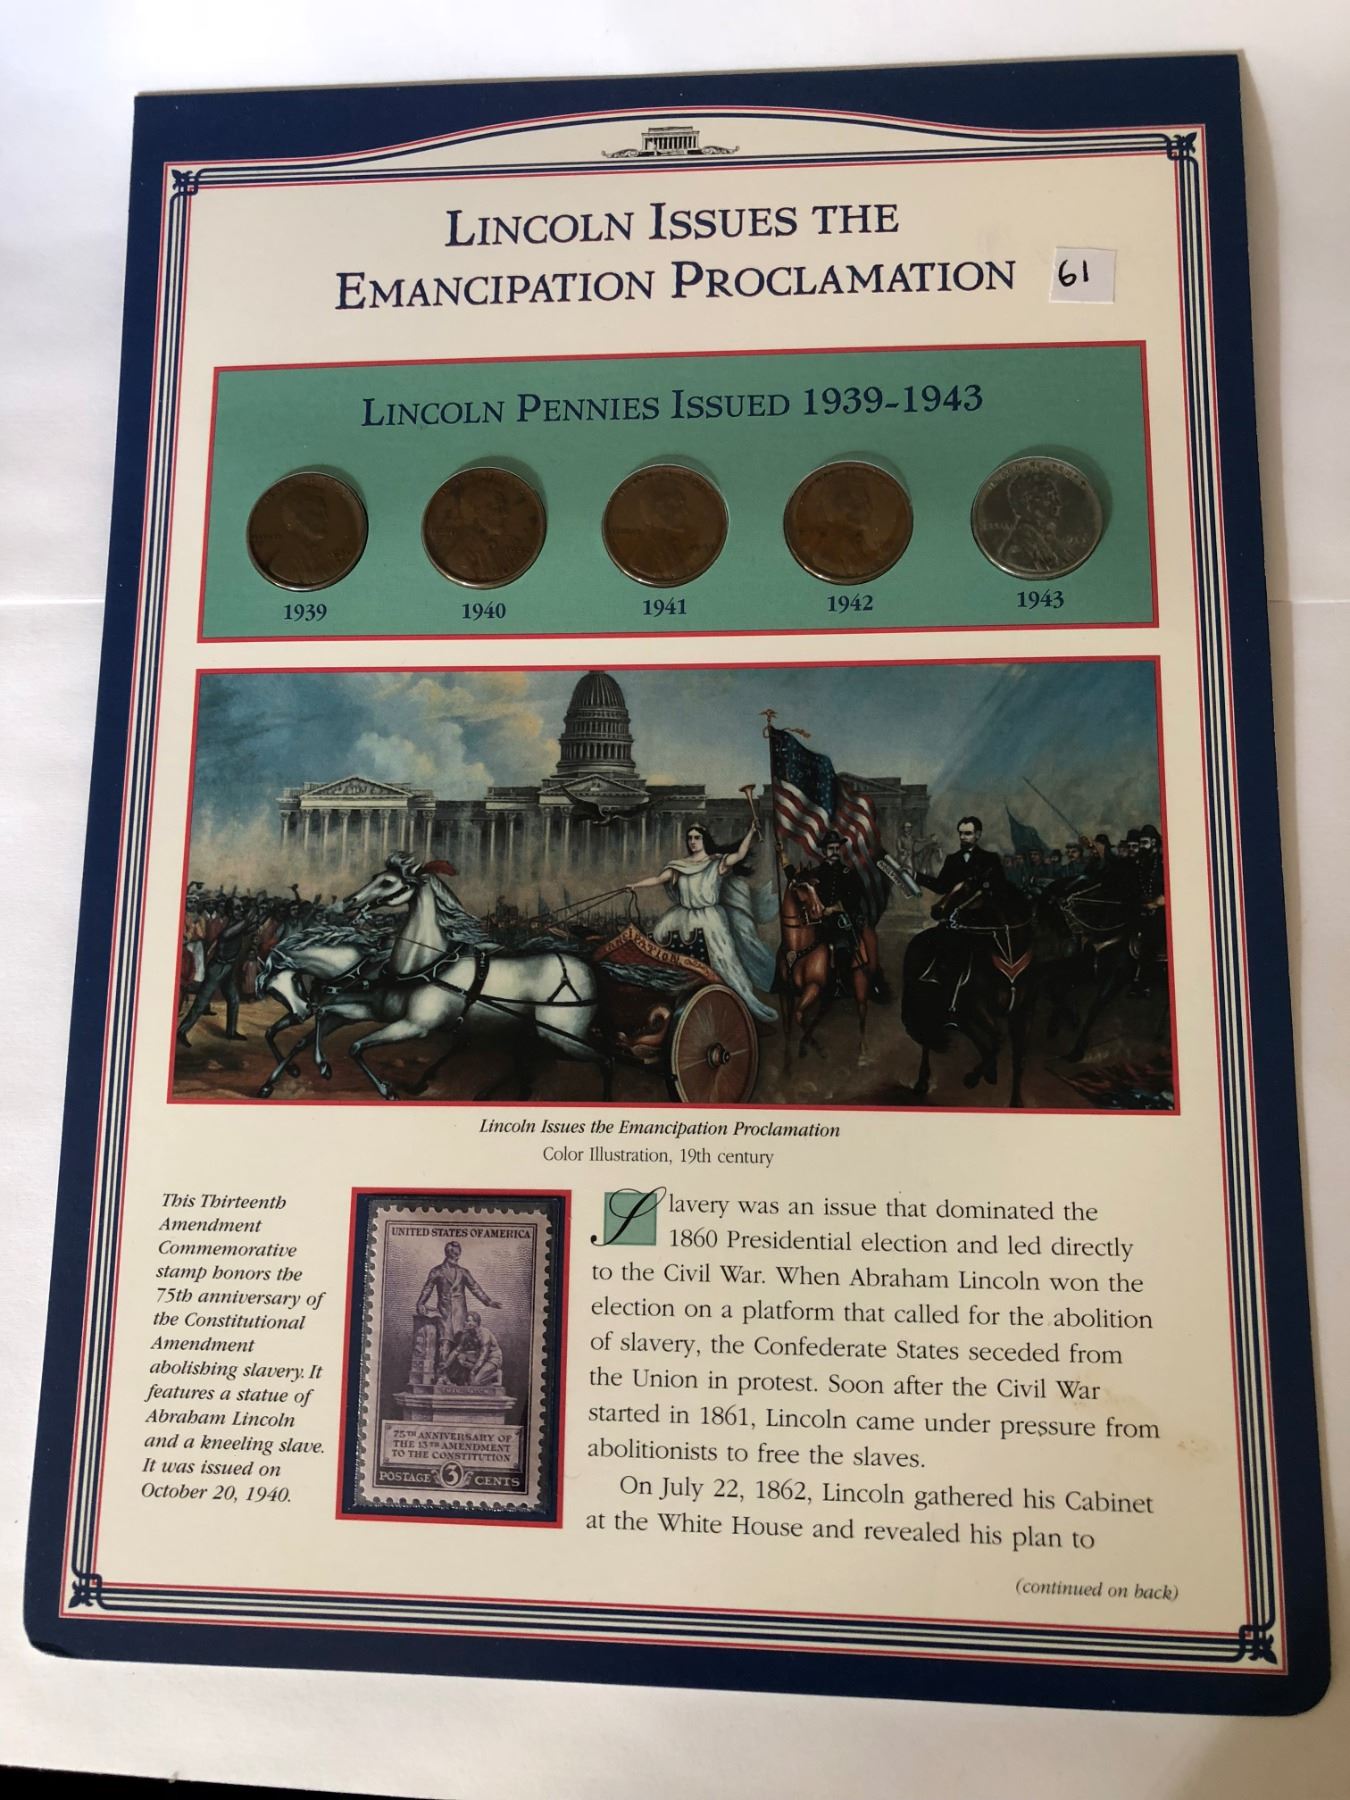 LINCOLN ISSUES THE
EMANCIPATION PROCLAMATION
61
LINCOLN PENNIES ISSUED 1939-1943
1939
1940
1941
1942
1943
Lincoln Issues the Emancipation Proclamation
Color Illustration, 19th century
This Thirteenth
Amendment
Commemorative
stamp honors the
75th anniversary of
the Constitutional
Amendment
abolishing slavery. It
features a statue of
Abraham Lincoln
and a kneeling slave.
It was issued on
October 20, 1940.
UNITED STATES OF AMERICA
75TH ANNIVERSARY OF
THE 13TH AMENDMENT
TO THE CONSTITUTION
POSTAGE 3 CENTS
Slavery was an issue that dominated the
1860 Presidential election and led directly
to the Civil War. When Abraham Lincoln won the
election on a platform that called for the abolition
of slavery, the Confederate States seceded from
the Union in protest. Soon after the Civil War
started in 1861, Lincoln came under pressure from
abolitionists to free the slaves.
On July 22, 1862, Lincoln gathered his Cabinet
at the White House and revealed his plan to
(continued on back)